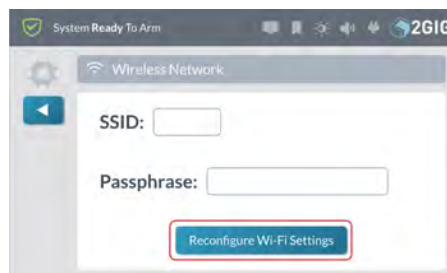 System Ready To Arm
2GIG
Wireless Network
SSID:
Passphrase:
Reconfigure Wi-Fi Settings